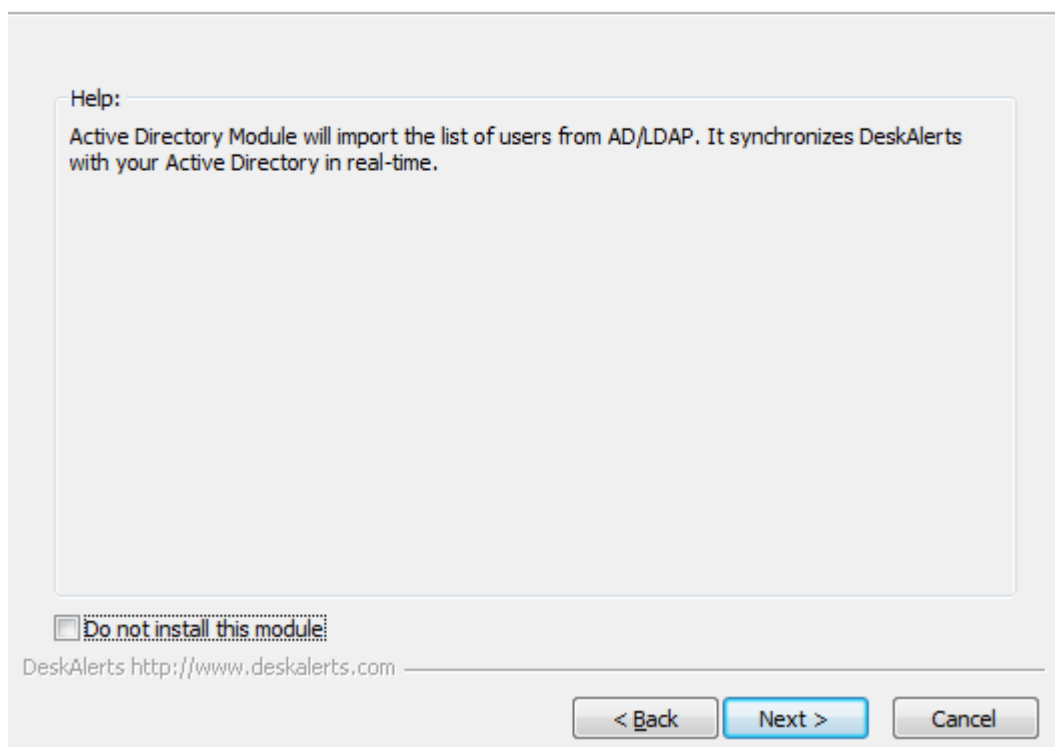 Help:
Active Directory Module will import the list of users from AD/LDAP. It synchronizes DeskAlerts
with your Active Directory in real-time.
Do not install this module
DeskAlerts http://www.deskalerts.com
< Back
Next >
Cancel